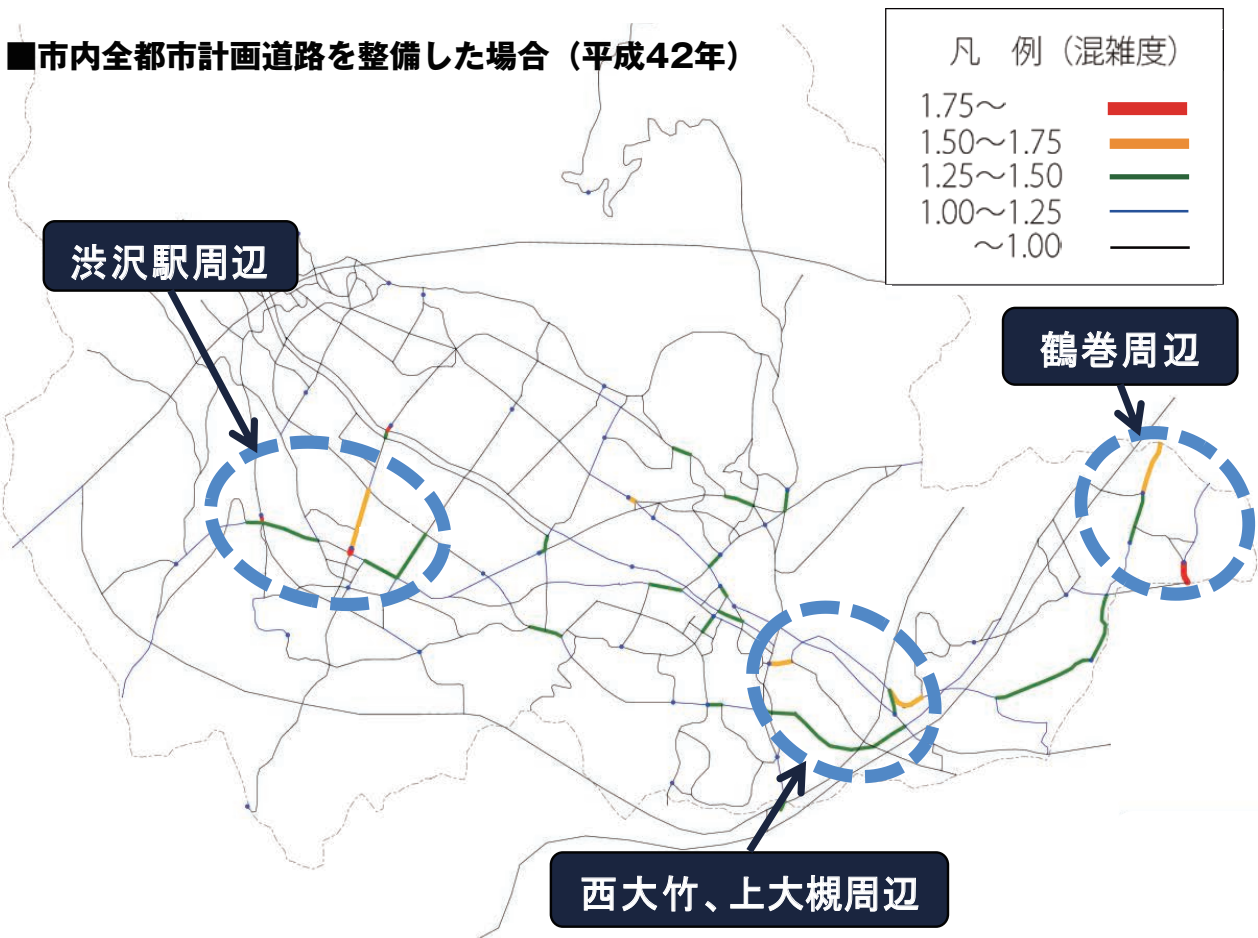 ■市内全都市計画道路を整備した場合（平成42年）
凡　例（混雑度）
1.75～
1.50～1.75
1.25～1.50
1.00～1.25
～1.00
渋沢駅周辺
鶴巻周辺
西大竹、上大槻周辺